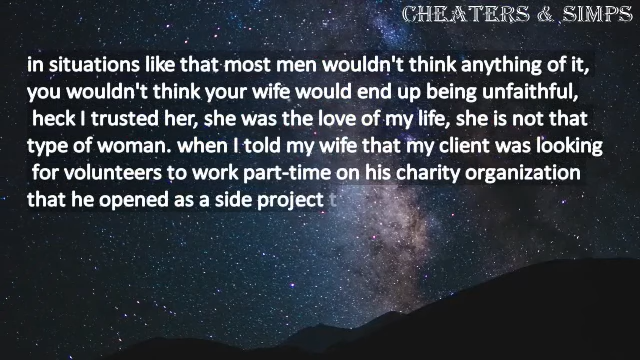 CHEATERS & SIMPS
in situations like that most men wouldn't think anything of it,
you wouldn't think your wife would end up being unfaithful,
heck I trusted her, she was the love of my life, she is not that
type of woman. when I told my wife that my client was looking
for volunteers to work part-time on his charity organization
that he opened as a side project t